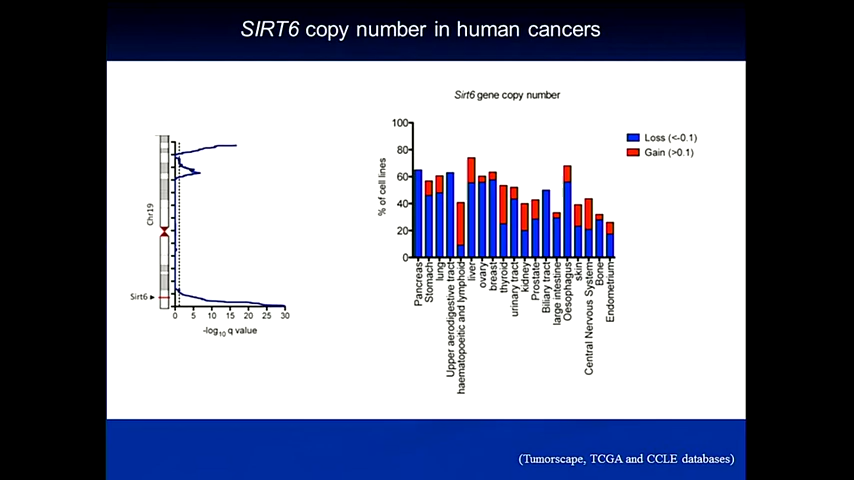 SIRT6 copy number in human cancers
Sirt6 gene copy number
Chr19
Sirt6
0 5 10 15 20 25 30
-log10 q value
% of cell lines
100
80
60
40
20
0
Loss (<-0.1)
Gain (>0.1)
Pancreas
Stomach
lung
Upper aerodigestive tract
haematopoeitic and lymphoid
liver
ovary
breast
thyroid
urinary tract
kidney
Prostate
Biliary tract
large intestine
Oesophagus
skin
Central Nervous System
Bone
Endometrium
(Tumorscape, TCGA and CCLE databases)